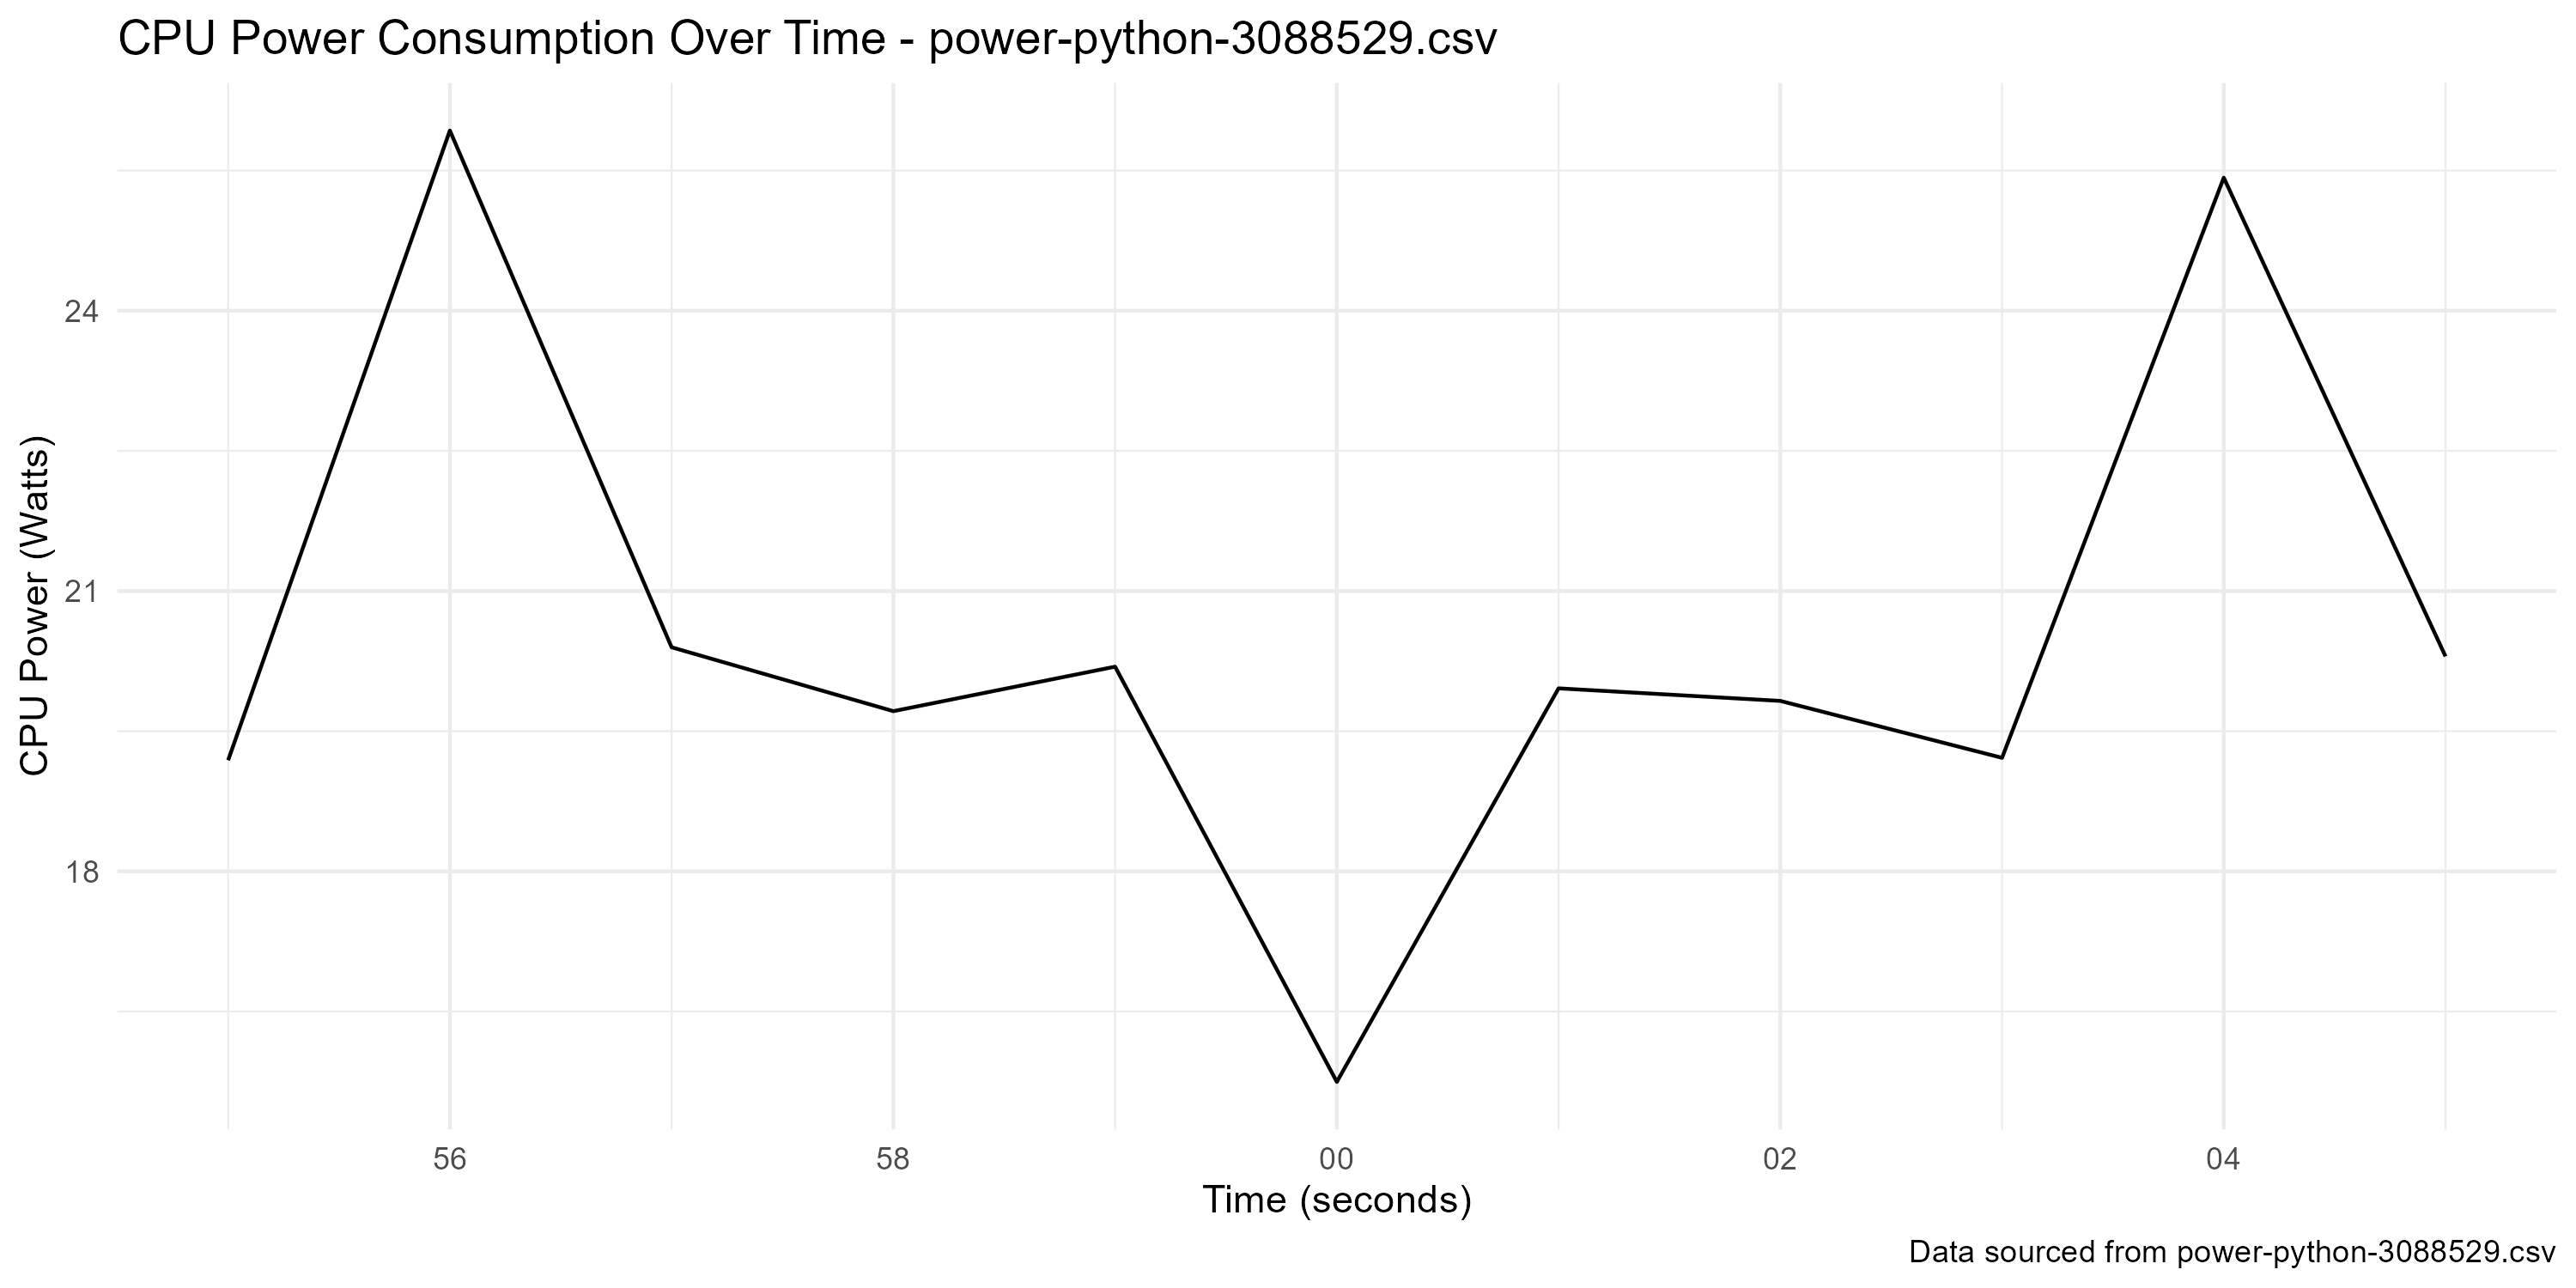 CPU Power Consumption Over Time - power-python-3088529.csv
CPU Power (Watts)
24
21
18
56 58 00 02 04
Time (seconds)
Data sourced from power-python-3088529.csv